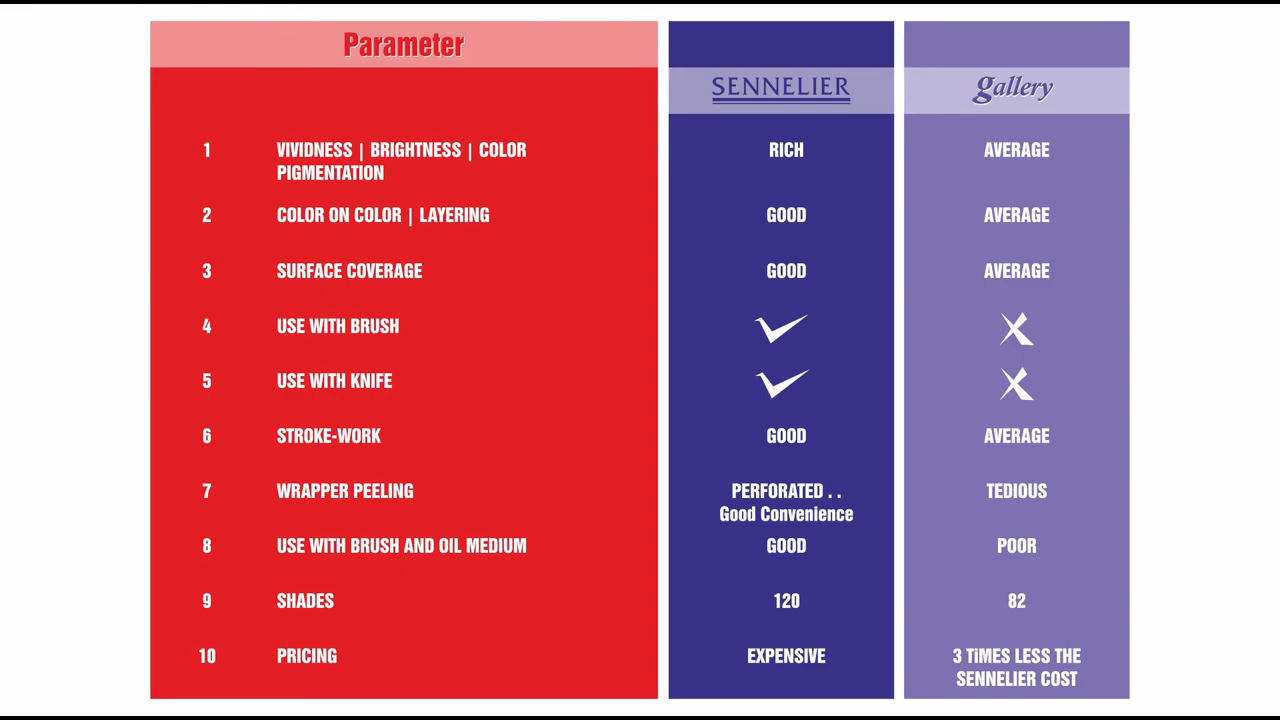 Parameter
SENNELIER gallery
1 VIVIDNESS | BRIGHTNESS | COLOR RICH AVERAGE
PIGMENTATION
2 COLOR ON COLOR | LAYERING GOOD AVERAGE
3 SURFACE COVERAGE GOOD AVERAGE
4 USE WITH BRUSH ✓ X
5 USE WITH KNIFE ✓ X
6 STROKE-WORK GOOD AVERAGE
7 WRAPPER PEELING PERFORATED . . TEDIOUS
Good Convenience
8 USE WITH BRUSH AND OIL MEDIUM GOOD POOR
9 SHADES 120 82
10 PRICING EXPENSIVE 3 TiMES LESS THE
SENNELIER COST